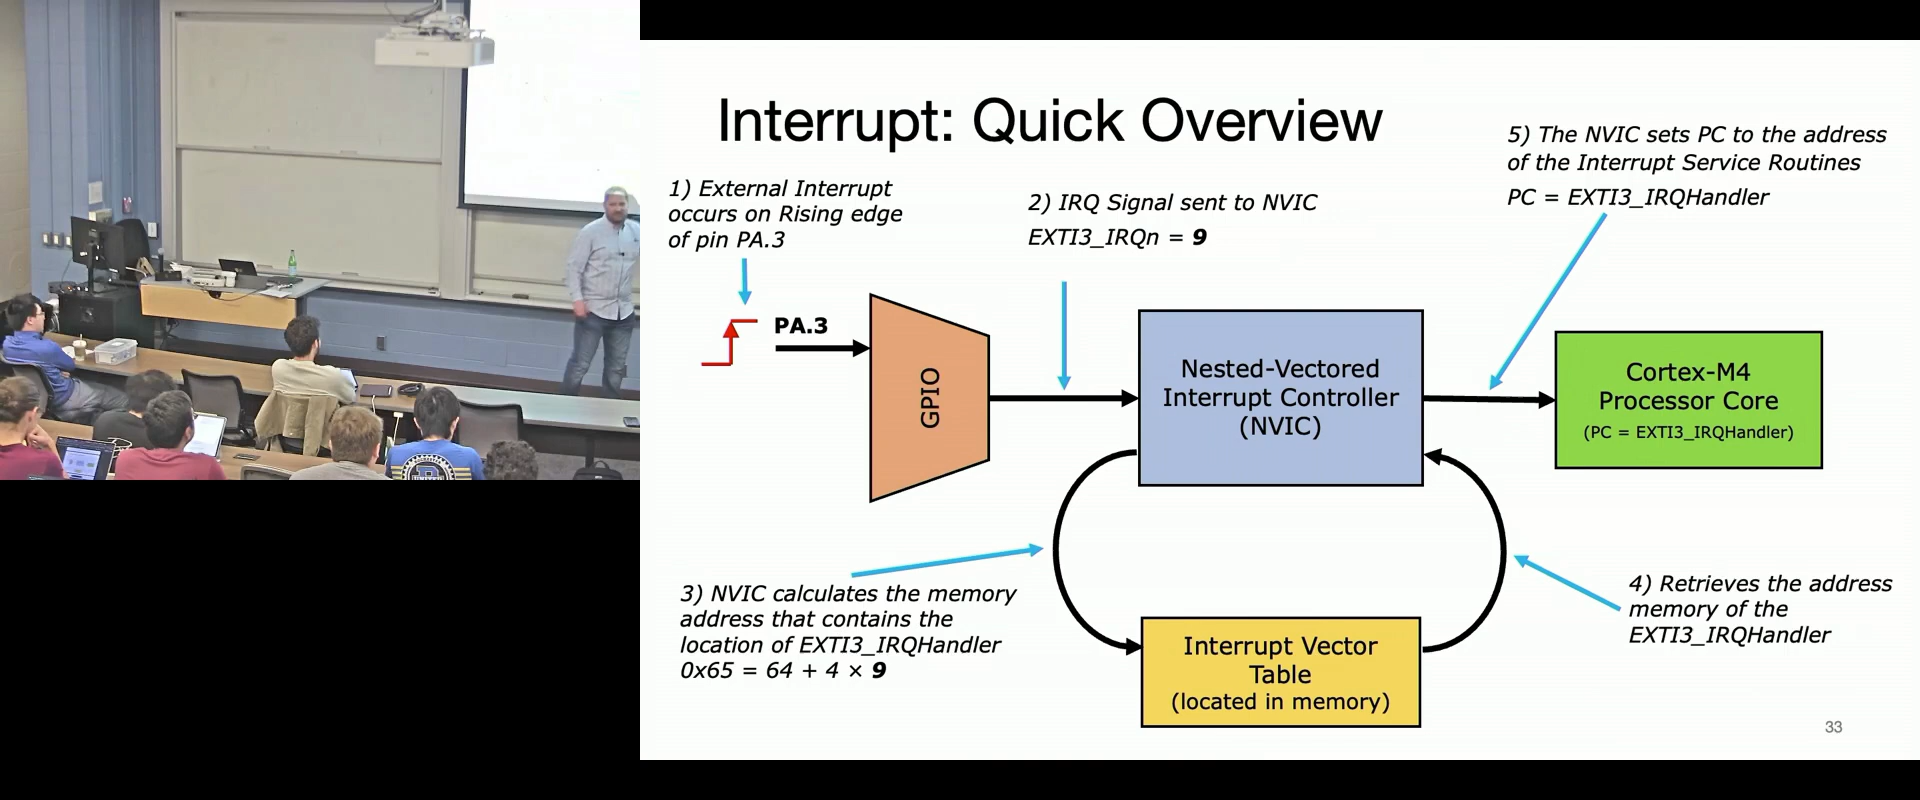 Interrupt: Quick Overview
1) External Interrupt
occurs on Rising edge
of pin PA.3
2) IRQ Signal sent to NVIC
EXTI3_IRQn = 9
5) The NVIC sets PC to the address
of the Interrupt Service Routines
PC = EXTI3_IRQHandler
PA.3
GPIO
Nested-Vectored
Interrupt Controller
(NVIC)
Cortex-M4
Processor Core
(PC = EXTI3_IRQHandler)
3) NVIC calculates the memory
address that contains the
location of EXTI3_IRQHandler
0x65 = 64 + 4 × 9
Interrupt Vector
Table
(located in memory)
4) Retrieves the address
memory of the
EXTI3_IRQHandler
33